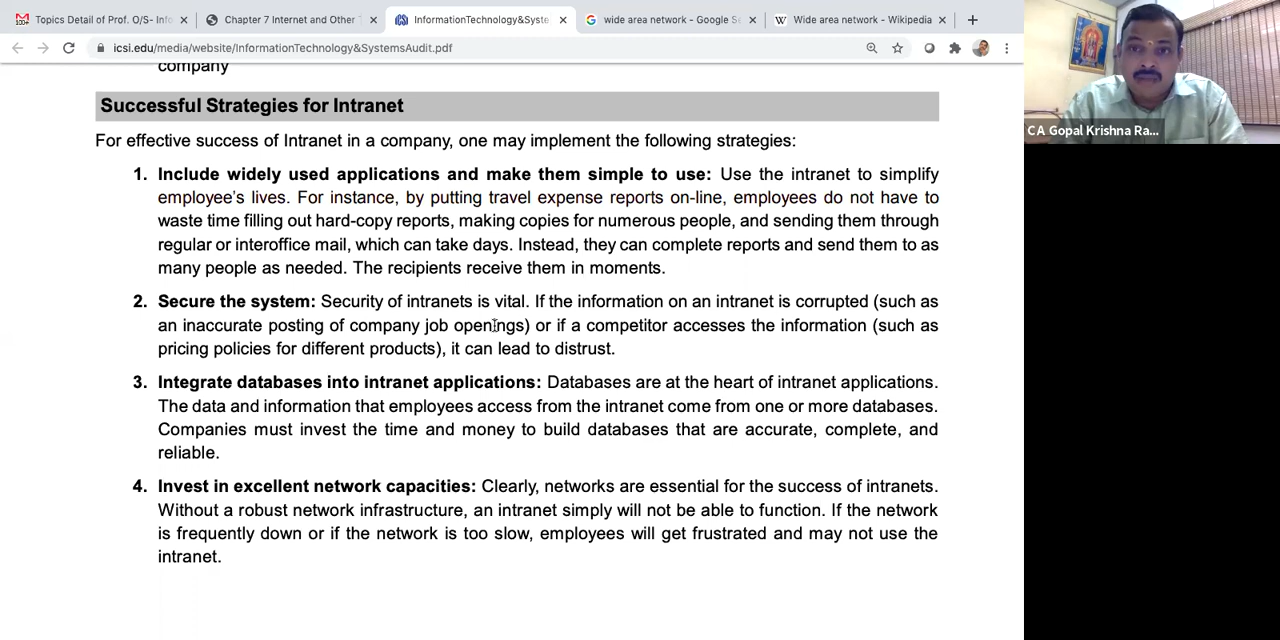 Topics Detail of Prof. O/S- Info
Chapter 7 Internet and Other T
InformationTechnology&Syste
wide area network - Google Se
Wide area network - Wikipedia
icsi.edu/media/website/InformationTechnology&SystemsAudit.pdf
company
Successful Strategies for Intranet
For effective success of Intranet in a company, one may implement the following strategies:
1. Include widely used applications and make them simple to use: Use the intranet to simplify
employee's lives. For instance, by putting travel expense reports on-line, employees do not have to
waste time filling out hard-copy reports, making copies for numerous people, and sending them through
regular or interoffice mail, which can take days. Instead, they can complete reports and send them to as
many people as needed. The recipients receive them in moments.
2. Secure the system: Security of intranets is vital. If the information on an intranet is corrupted (such as
an inaccurate posting of company job openings) or if a competitor accesses the information (such as
pricing policies for different products), it can lead to distrust.
3. Integrate databases into intranet applications: Databases are at the heart of intranet applications.
The data and information that employees access from the intranet come from one or more databases.
Companies must invest the time and money to build databases that are accurate, complete, and
reliable.
4. Invest in excellent network capacities: Clearly, networks are essential for the success of intranets.
Without a robust network infrastructure, an intranet simply will not be able to function. If the network
is frequently down or if the network is too slow, employees will get frustrated and may not use the
intranet.
C A Gopal Krishna Ra...